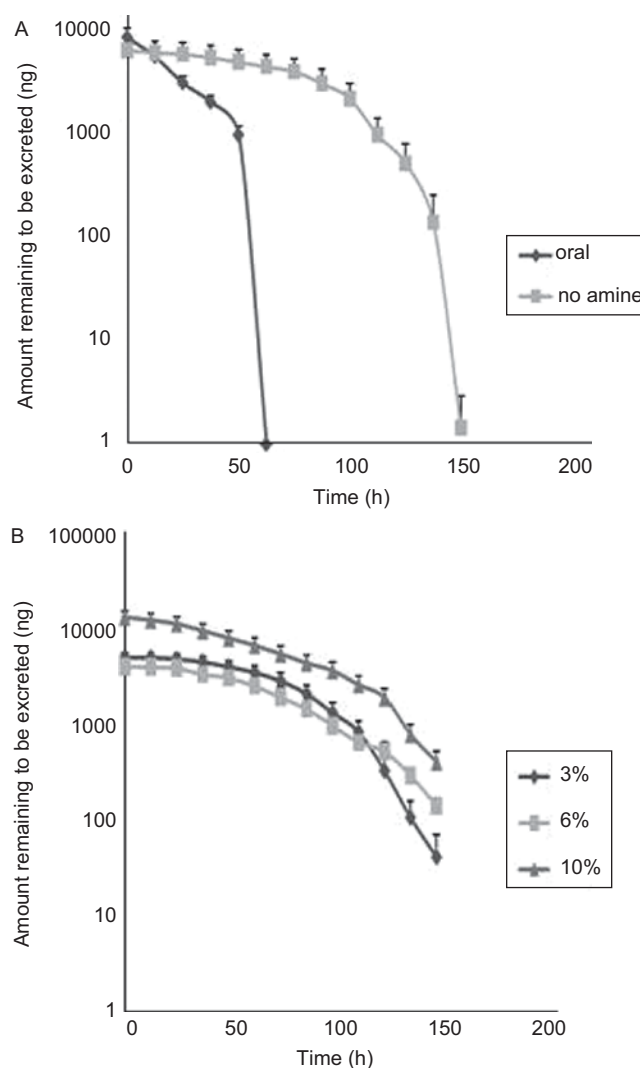 A
Amount remaining to be excreted (ng)
10000
1000
100
10
1
0 50 100 150 200
Time (h)
oral
no amine
B
Amount remaining to be excreted (ng)
100000
10000
1000
100
10
1
0 50 100 150 200
Time (h)
3%
6%
10%